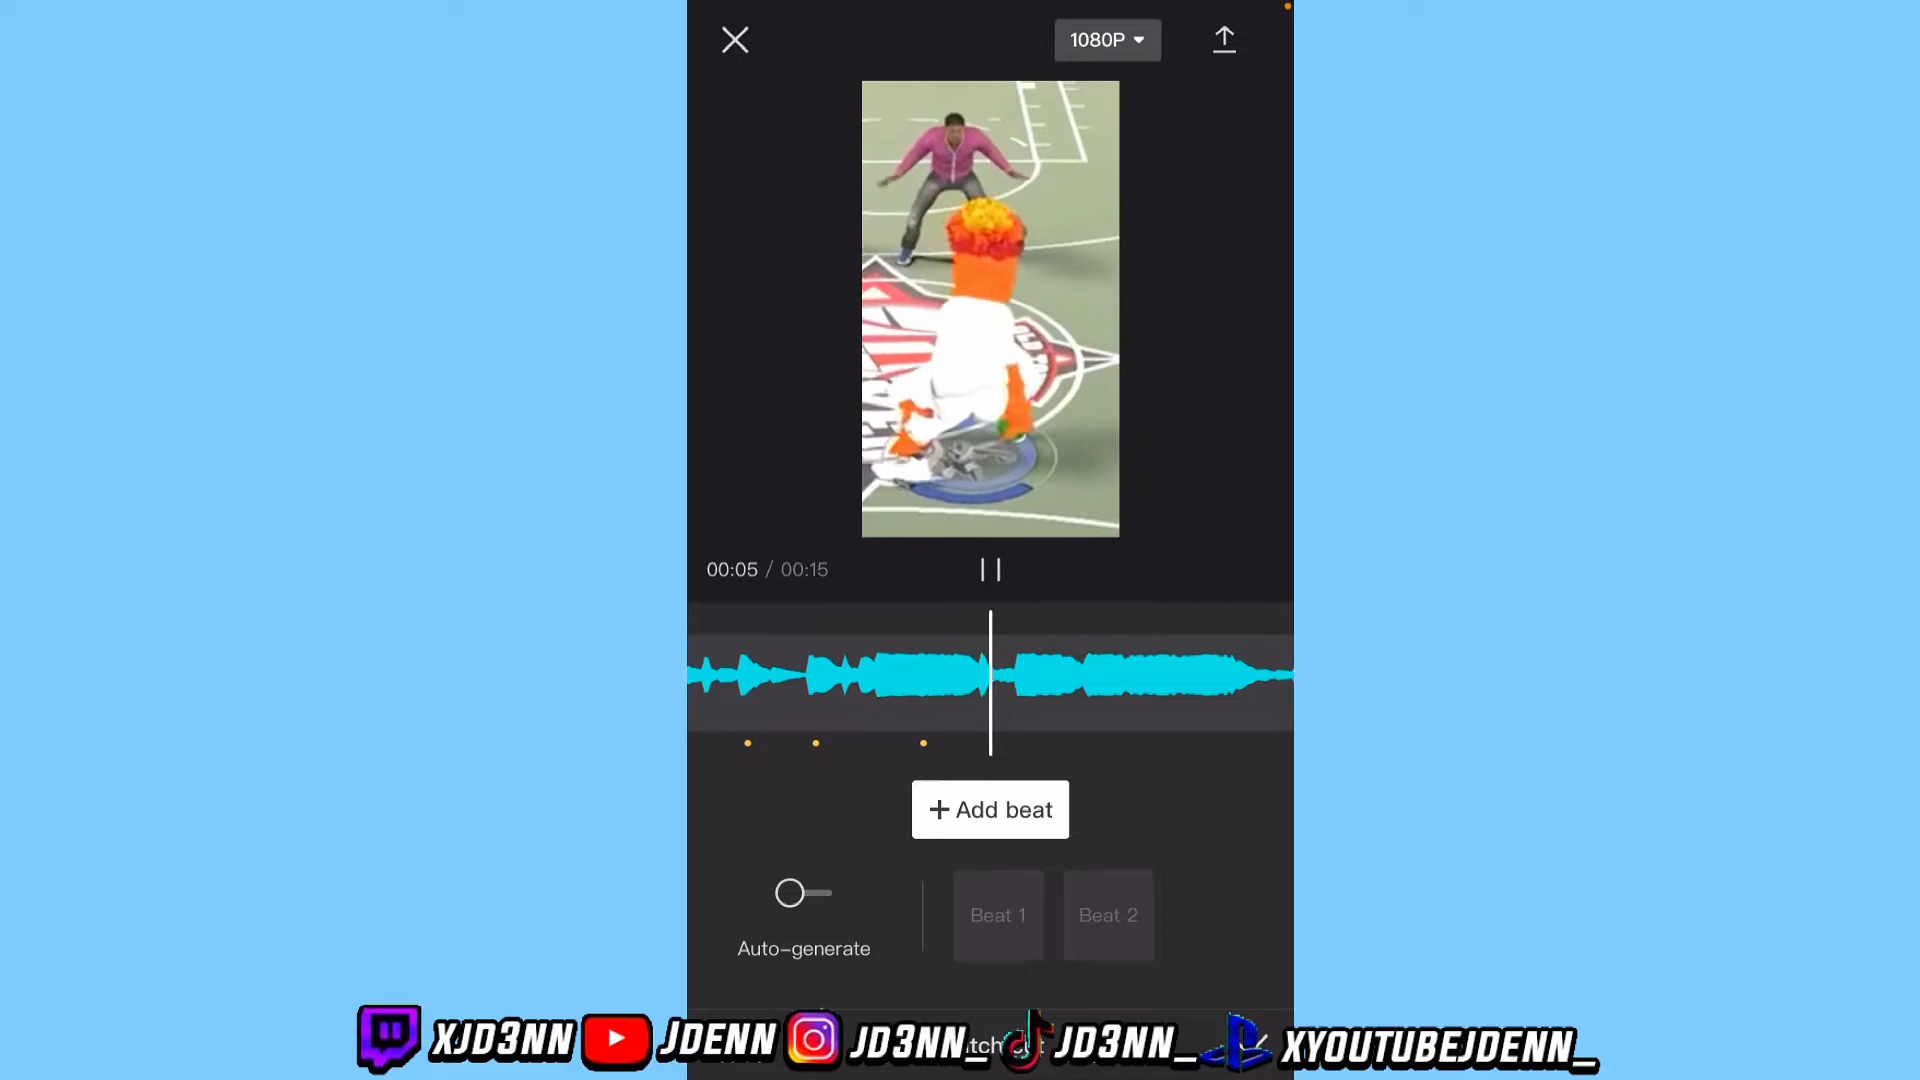 1080P
00:05 / 00:15
+ Add beat
Auto-generate
Beat 1
Beat 2
XJD3NN JDENN JD3NN_ JD3NN_ XYOUTUBEJDENN_